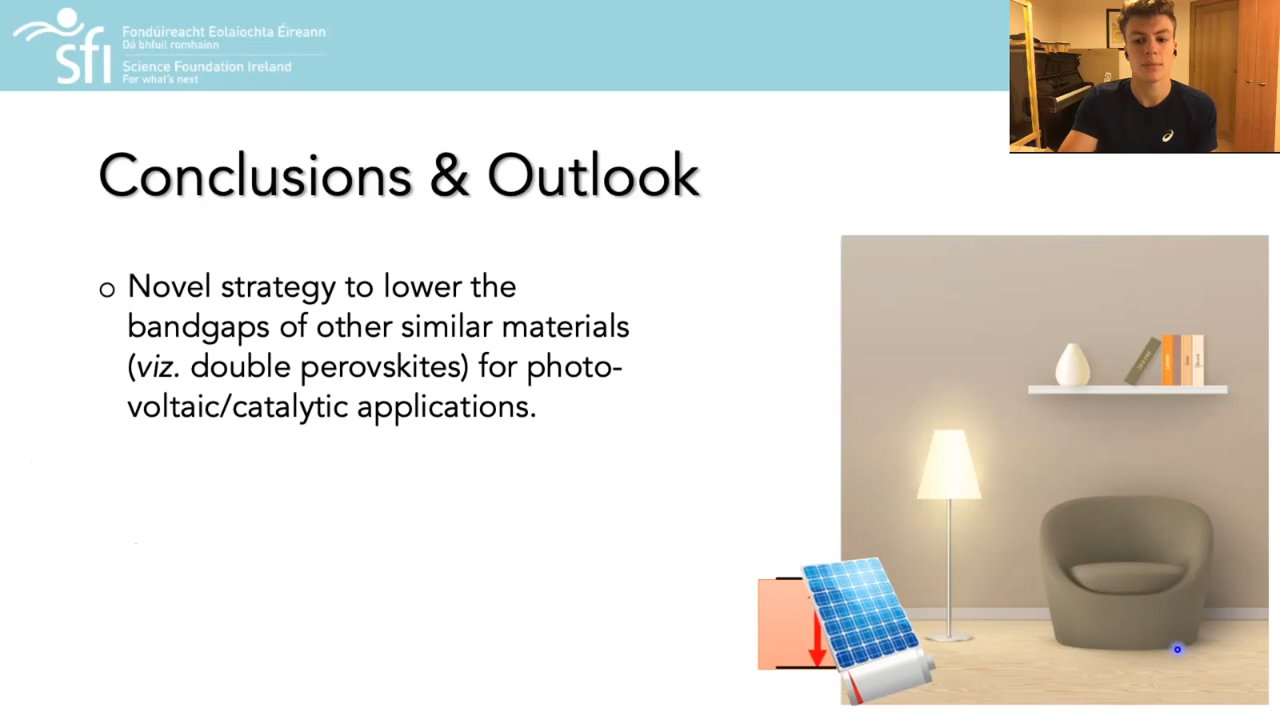 Fondúireacht Eolaíochta Éireann
Dá bhfuil romhainn
sfi
Science Foundation Ireland
For what's next
Conclusions & Outlook
o Novel strategy to lower the
bandgaps of other similar materials
(viz. double perovskites) for photo-
voltaic/catalytic applications.